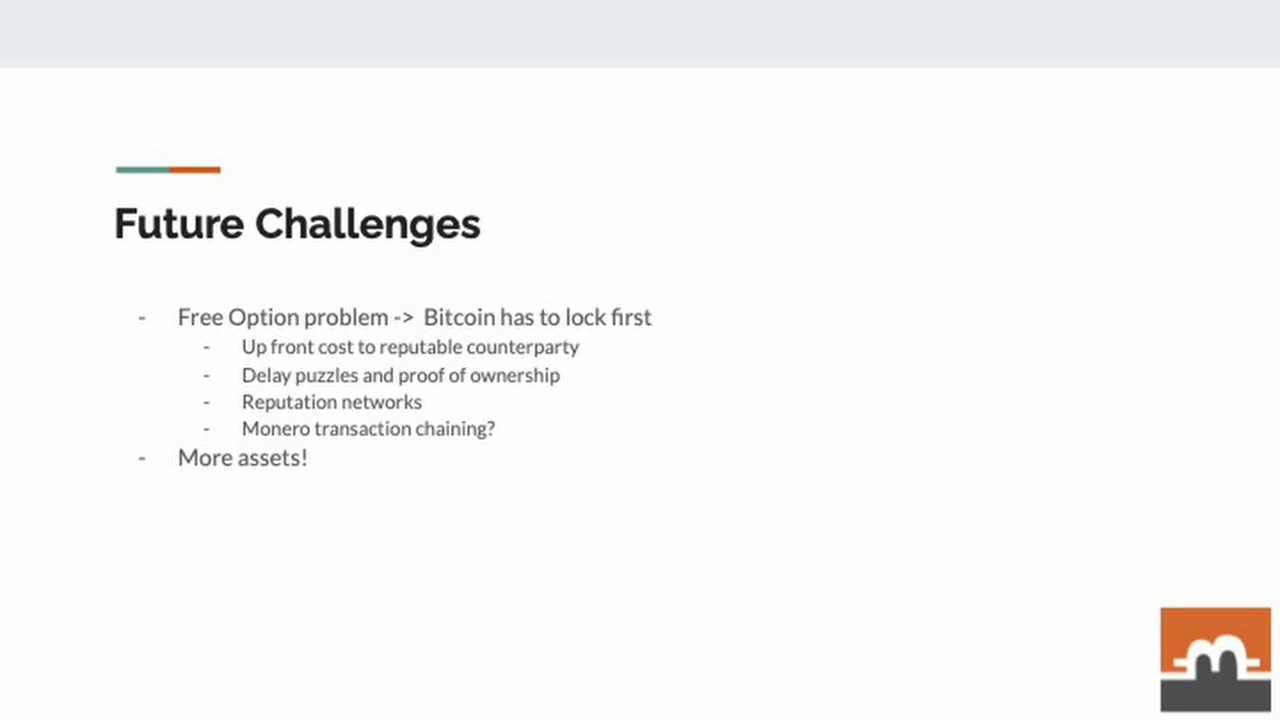 Future Challenges
- Free Option problem -> Bitcoin has to lock first
- Up front cost to reputable counterparty
- Delay puzzles and proof of ownership
- Reputation networks
- Monero transaction chaining?
- More assets!